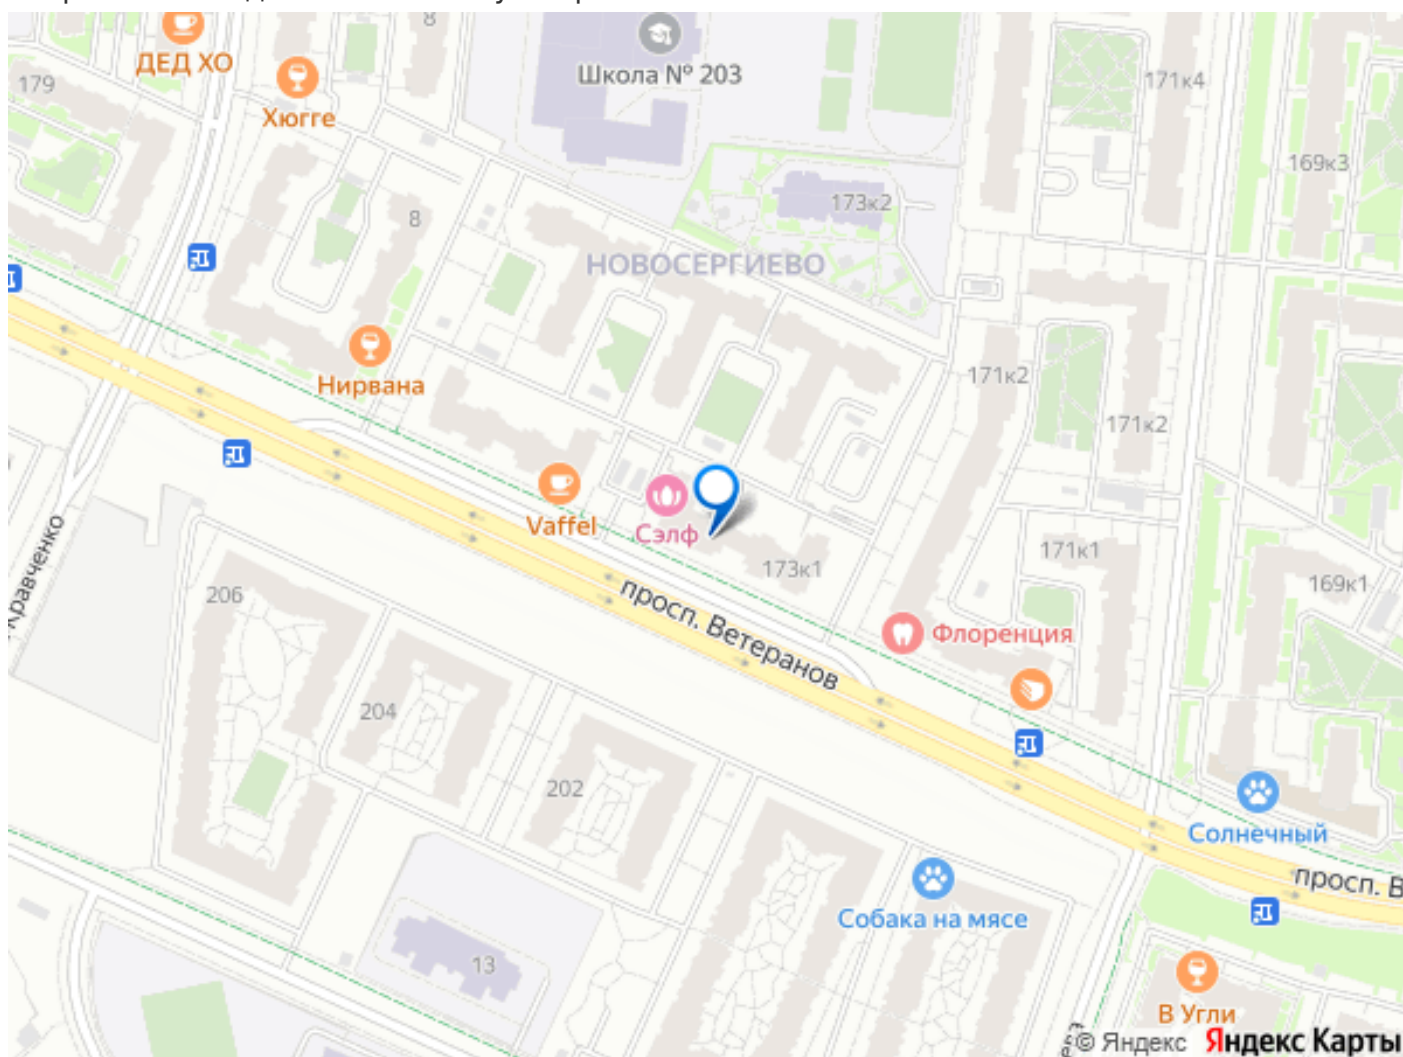 8
ДЕД ХО
Школа № 203
179
Хюгге
171к4
169к3
173к2
8
НОВОСЕРГИЕВО
Нирвана
171к2
171к2
Vaffel
Сэлф
173к1
171к1
169к1
Кравченко
206
просп. Ветеранов
Флоренция
204
202
Солнечный
просп. В
Собака на мясе
13
В Угли
© Яндекс Яндекс Карты